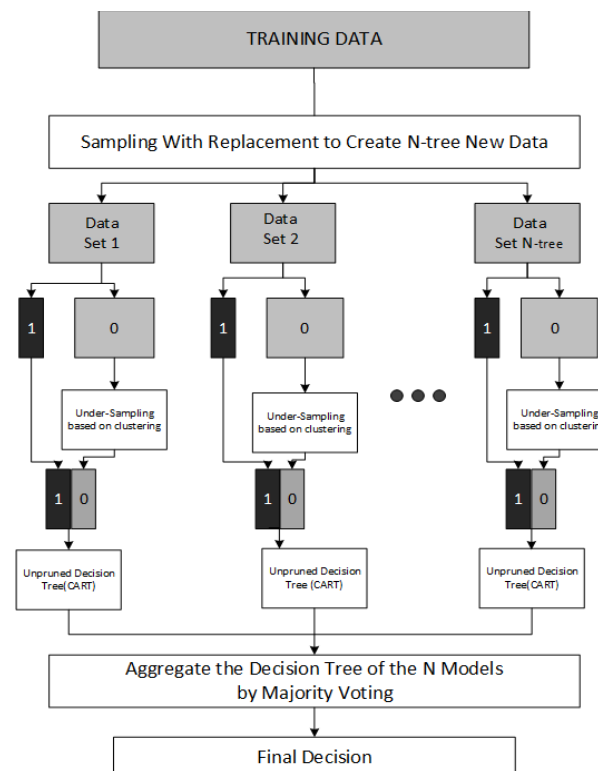 TRAINING DATA
Sampling With Replacement to Create N-tree New Data
Data
Set 1
Data
Set 2
Data
Set N-tree
1
0
1
0
1
0
Under-Sampling
based on clustering
Under-Sampling
based on clustering
Under-Sampling
based on clustering
1 0
1 0
1 0
Unpruned Decision
Tree(CART)
Unpruned Decision
Tree (CART)
Unpruned Decision
Tree(CART)
Aggregate the Decision Tree of the N Models
by Majority Voting
Final Decision